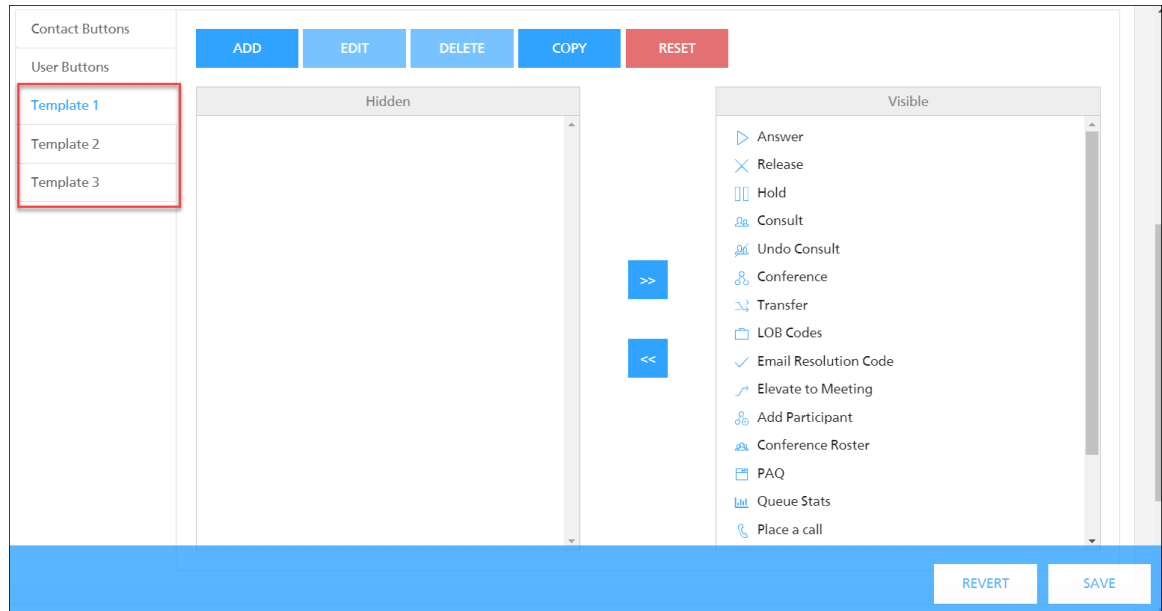 Contact Buttons
User Buttons
Template 1
Template 2
Template 3
ADD
EDIT
DELETE
COPY
RESET
Hidden
Visible
Answer
Release
Hold
Consult
Undo Consult
Conference
Transfer
LOB Codes
Email Resolution Code
Elevate to Meeting
Add Participant
Conference Roster
PAQ
Queue Stats
Place a call
>>
<<
REVERT
SAVE